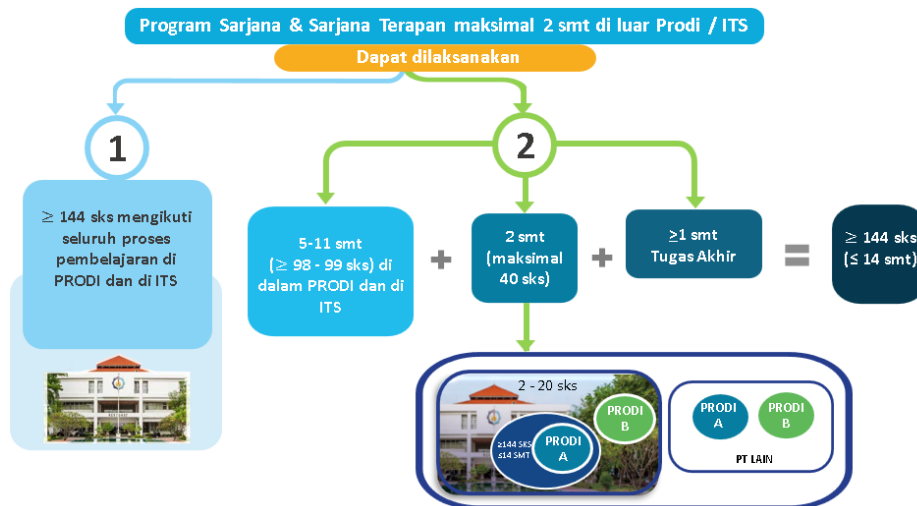 Program Sarjana & Sarjana Terapan maksimal 2 smt di luar Prodi / ITS
Dapat dilaksanakan
1
≥ 144 sks mengikuti
seluruh proses
pembelajaran di
PRODI dan di ITS
2
5-11 smt
(≥ 98 - 99 sks) di
dalam PRODI dan di
ITS
+
2 smt
(maksimal
40 sks)
+
≥1 smt
Tugas Akhir
=
≥ 144 sks
(≤ 14 smt)
2 - 20 sks
≥144 SKS
≤14 SMT
PRODI
A
PRODI
B
PRODI
A
PRODI
B
PT LAIN